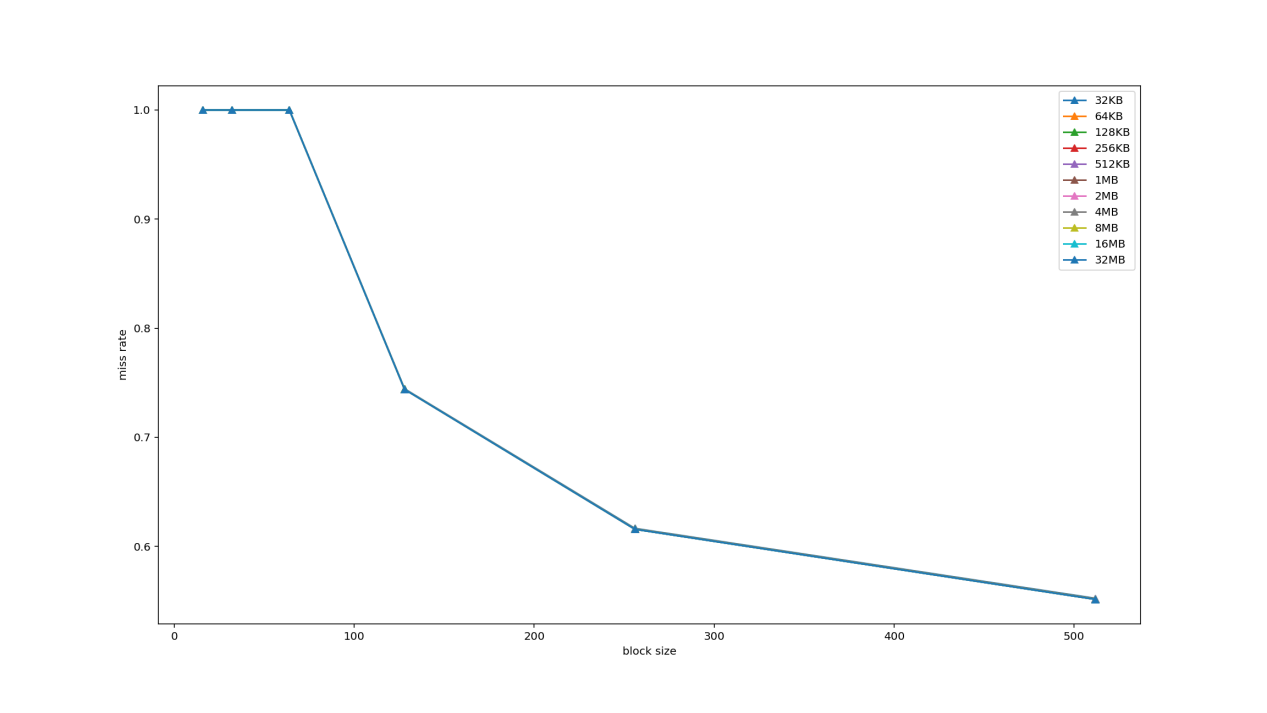 1.0
0.9
0.8
0.7
0.6
miss rate
0
100
200
300
400
500
block size
32KB
64KB
128KB
256KB
512KB
1MB
2MB
4MB
8MB
16MB
32MB